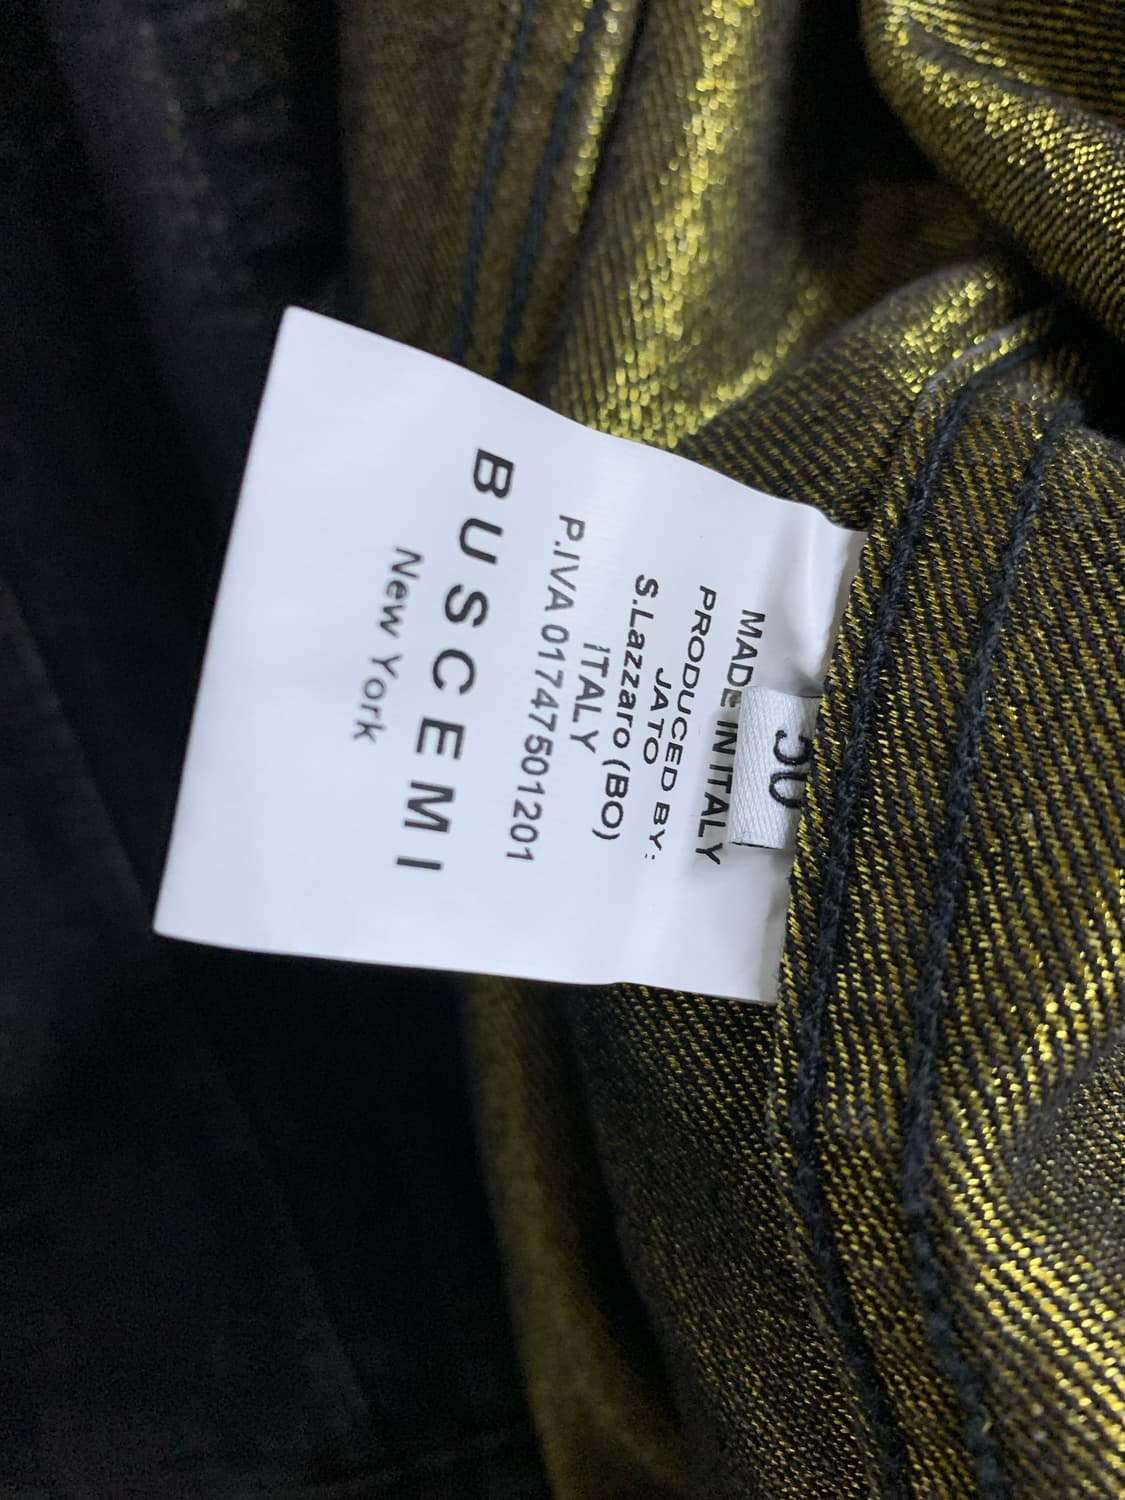 50
MADE IN ITALY
PRODUCED BY:
JATO
S.Lazzaro (BO)
ITALY
P.IVA 01747501201
BUSCEMI
New York